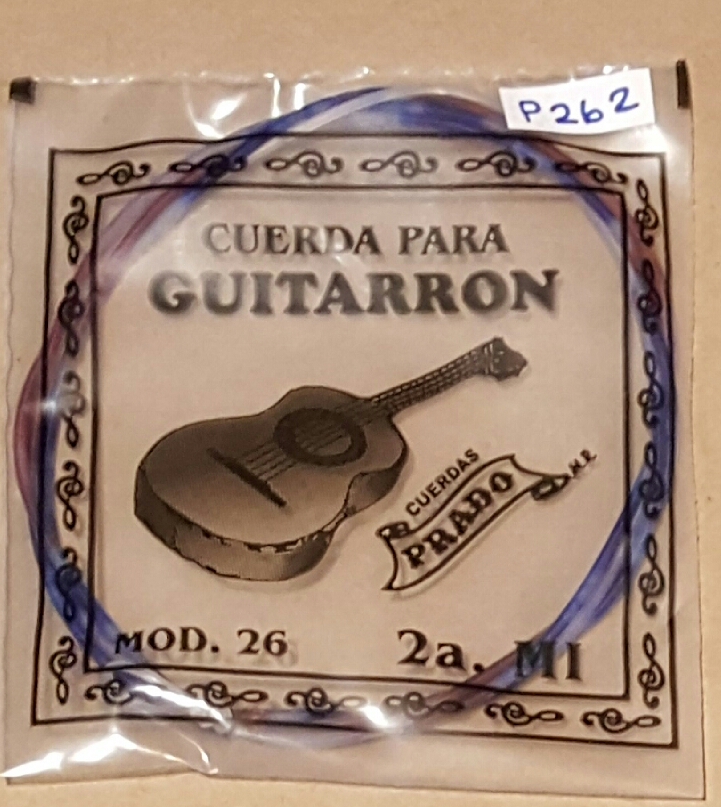 P262
CUERDA PARA
GUITARRON
CUERDAS
PRADO M.R.
MOD. 26
2a. MI